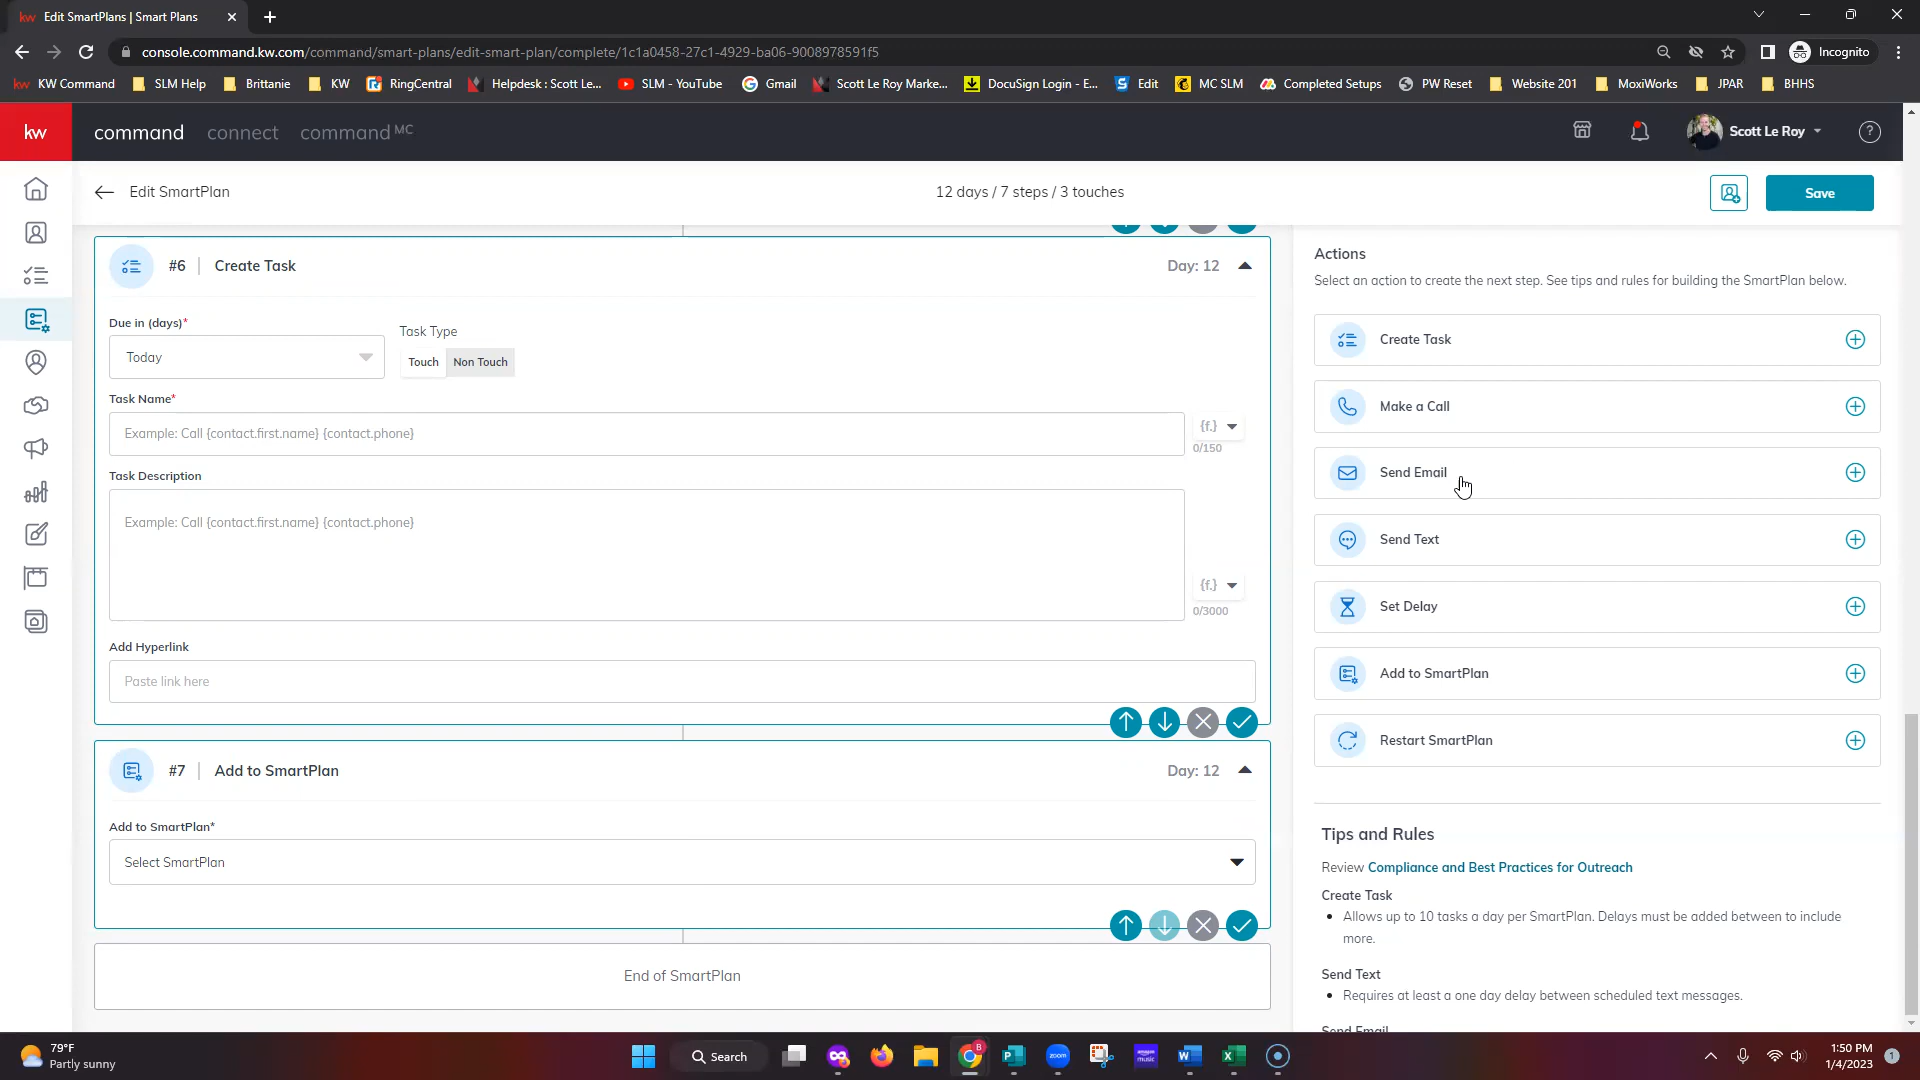 Edit SmartPlans | Smart Plans
console.command.kw.com/command/smart-plans/edit-smart-plan/complete/1c1a0458-27c1-4929-ba06-9008978591f5
Incognito
KW Command
SLM Help
Brittanie
KW
RingCentral
Helpdesk : Scott Le...
SLM - YouTube
Gmail
Scott Le Roy Marke...
DocuSign Login - E...
Edit
MC SLM
Completed Setups
PW Reset
Website 201
MoxiWorks
JPAR
BHHS
kw
command
connect
command MC
Scott Le Roy
?
Edit SmartPlan
12 days / 7 steps / 3 touches
Save
#6
Create Task
Day: 12
Due in (days)*
Today
Task Type
Touch
Non Touch
Task Name*
Example: Call {contact.first.name} {contact.phone}
{f.}
0/150
Task Description
Example: Call {contact.first.name} {contact.phone}
{f.}
0/3000
Add Hyperlink
Paste link here
#7
Add to SmartPlan
Day: 12
Add to SmartPlan*
Select SmartPlan
End of SmartPlan
Actions
Select an action to create the next step. See tips and rules for building the SmartPlan below.
Create Task
Make a Call
Send Email
Send Text
Set Delay
Add to SmartPlan
Restart SmartPlan
Tips and Rules
Review Compliance and Best Practices for Outreach
Create Task
Allows up to 10 tasks a day per SmartPlan. Delays must be added between to include
more.
Send Text
Requires at least a one day delay between scheduled text messages.
Send Email
79°F
Partly sunny
Search
8
zoom
1:50 PM
1/4/2023
1